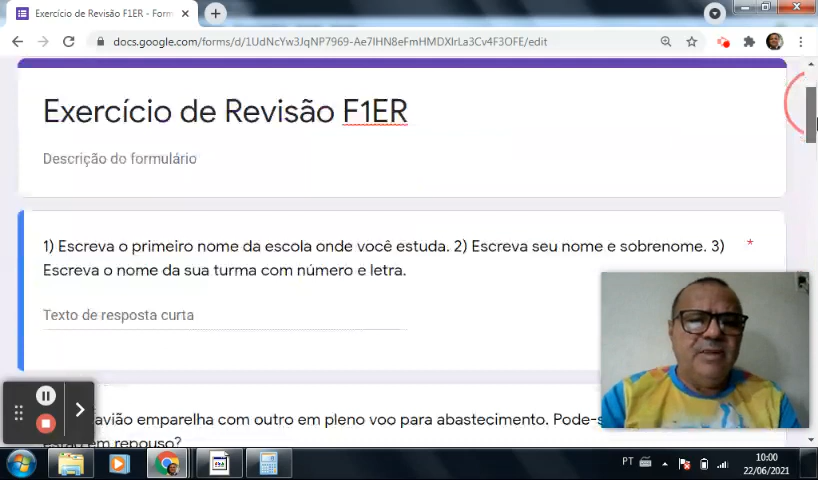 Exercício de Revisão F1ER - Form
docs.google.com/forms/d/1UdNcYw3JqNP7969-Ae7IHN8eFmHMDXlrLa3Cv4F3OFE/edit
Exercício de Revisão F1ER
Descrição do formulário
1) Escreva o primeiro nome da escola onde você estuda. 2) Escreva seu nome e sobrenome. 3) *
Escreva o nome da sua turma com número e letra.
Texto de resposta curta
avião emparelha com outro em pleno voo para abastecimento. Pode-s
estão em repouso?
PT
10:00
22/06/2021